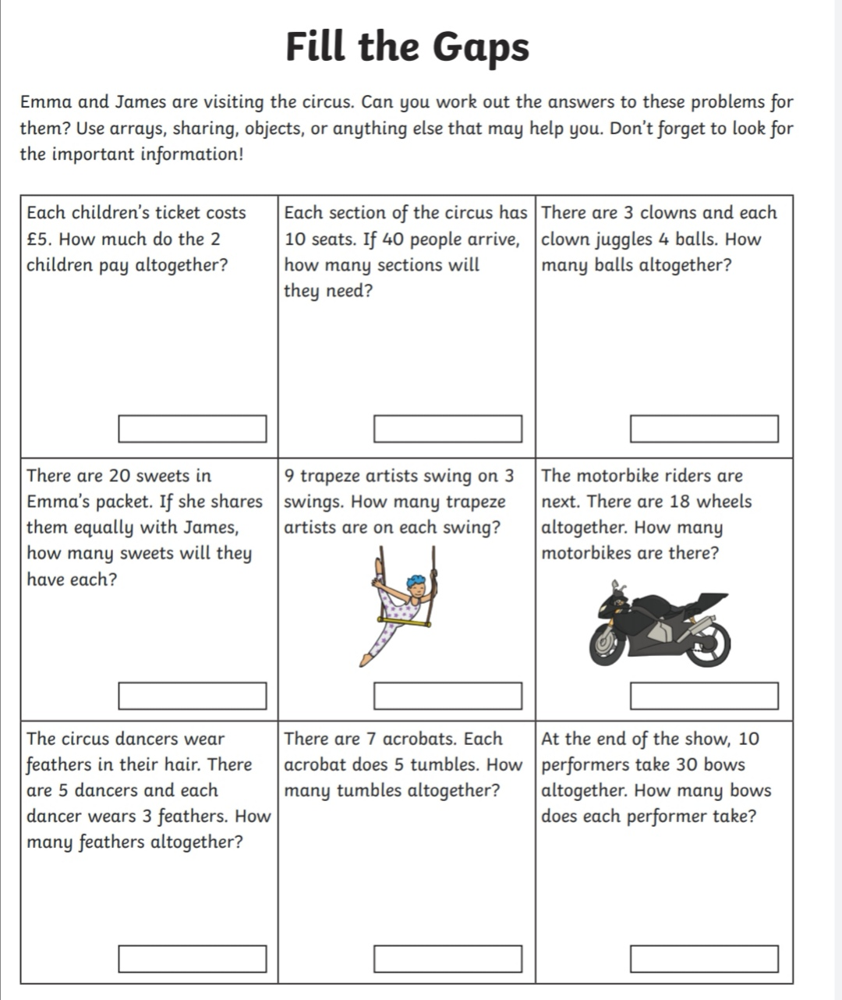 Fill the Gaps
Emma and James are visiting the circus. Can you work out the answers to these problems for
them? Use arrays, sharing, objects, or anything else that may help you. Don't forget to look for
the important information!
Each children's ticket costs
£5. How much do the 2
children pay altogether?
Each section of the circus has
10 seats. If 40 people arrive,
how many sections will
they need?
There are 3 clowns and each
clown juggles 4 balls. How
many balls altogether?
There are 20 sweets in
Emma's packet. If she shares
them equally with James,
how many sweets will they
have each?
9 trapeze artists swing on 3
swings. How many trapeze
artists are on each swing?
The motorbike riders are
next. There are 18 wheels
altogether. How many
motorbikes are there?
The circus dancers wear
feathers in their hair. There
are 5 dancers and each
dancer wears 3 feathers. How
many feathers altogether?
There are 7 acrobats. Each
acrobat does 5 tumbles. How
many tumbles altogether?
At the end of the show, 10
performers take 30 bows
altogether. How many bows
does each performer take?